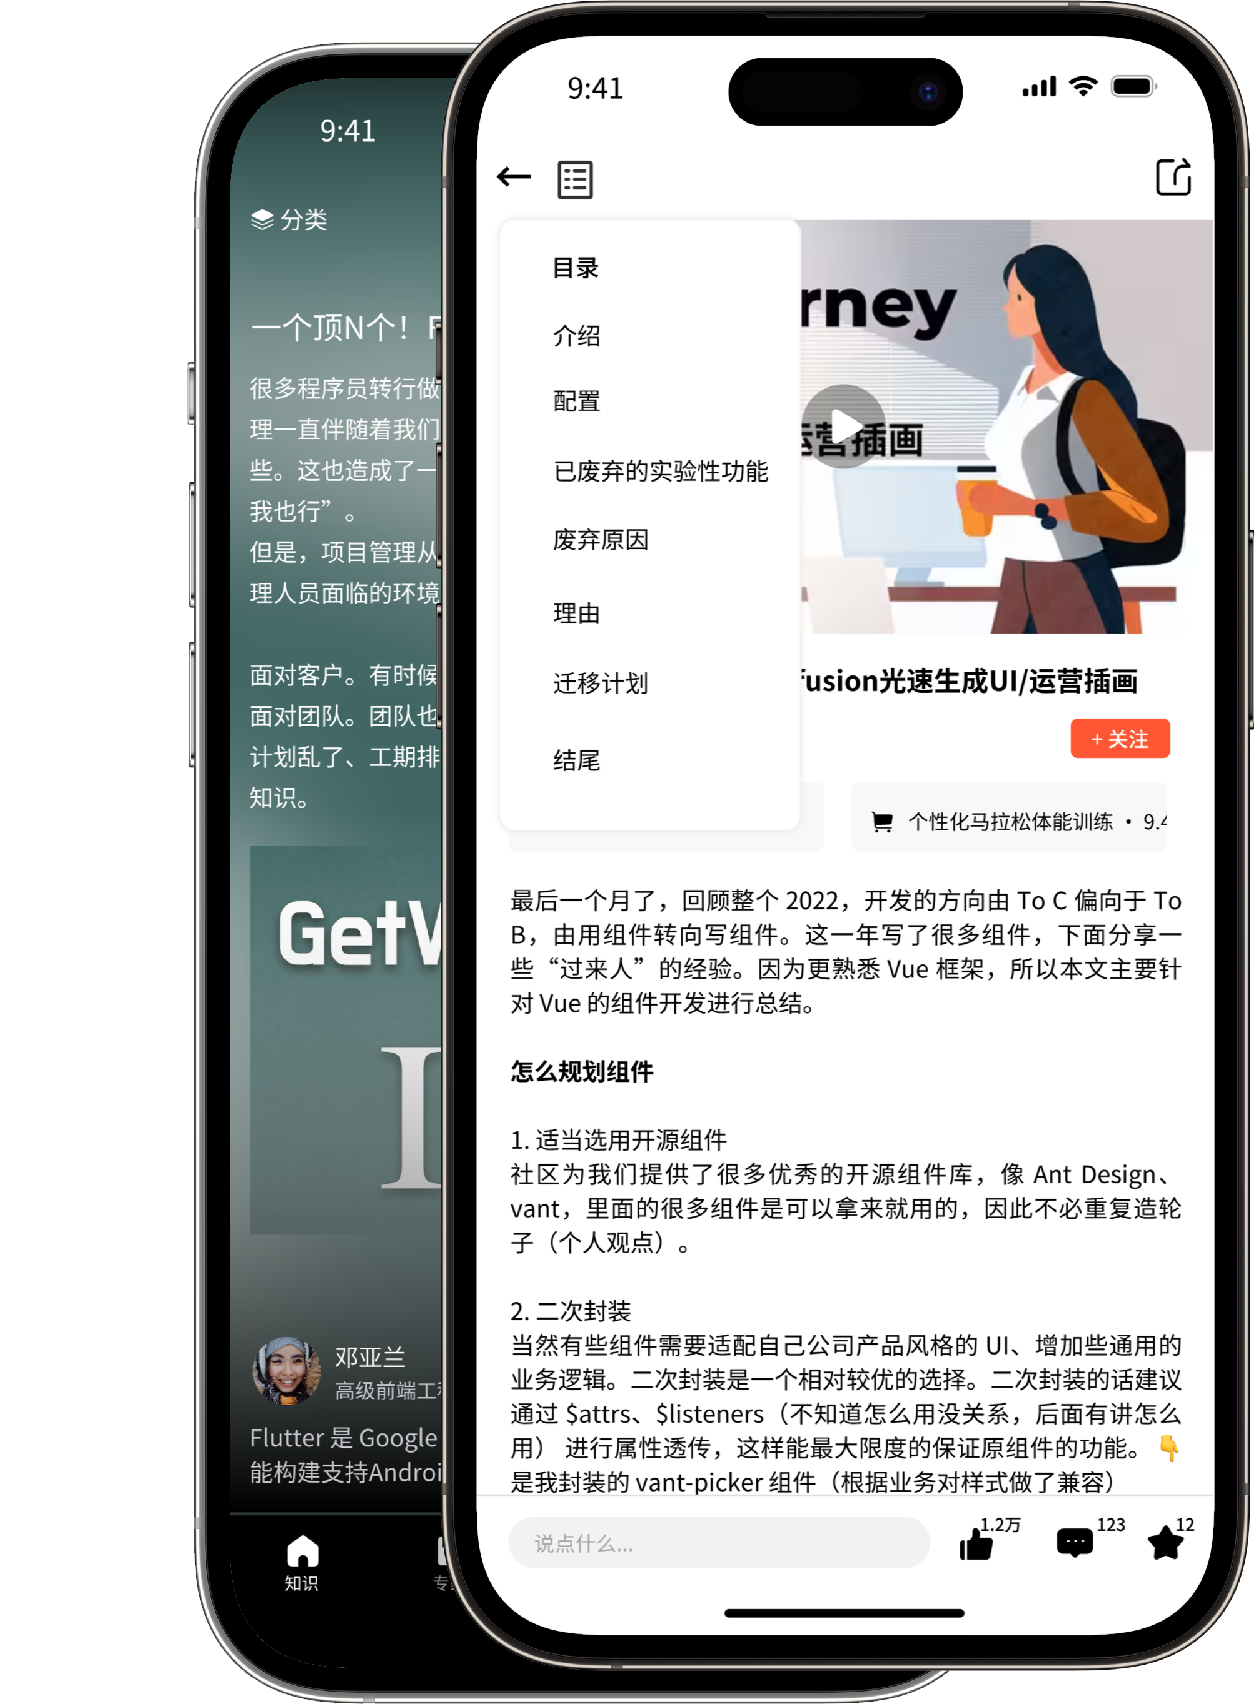 9:41
分类
一个顶N个！F
很多程序员转行做
理一直伴随着我们
些。这也造成了一
我也行”。
但是，项目管理从
理人员面临的环境
面对客户。有时候
面对团队。团队也
计划乱了、工期排
知识。
Get
邓亚兰
高级前端工
Flutter 是 Google
能构建支持Androi
知识
专
9:41
目录
介绍
配置
已废弃的实验性功能
废弃原因
理由
迁移计划
结尾
rney
运营插画
fusion光速生成UI/运营插画
+ 关注
个性化马拉松体能训练 · 9.4
最后一个月了，回顾整个 2022，开发的方向由 To C 偏向于 To
B，由用组件转向写组件。这一年写了很多组件，下面分享一
些“过来人”的经验。因为更熟悉 Vue 框架，所以本文主要针
对 Vue 的组件开发进行总结。
怎么规划组件
1. 适当选用开源组件
社区为我们提供了很多优秀的开源组件库，像 Ant Design、
vant，里面的很多组件是可以拿来就用的，因此不必重复造轮
子（个人观点）。
2. 二次封装
当然有些组件需要适配自己公司产品风格的 UI、增加些通用的
业务逻辑。二次封装是一个相对较优的选择。二次封装的话建议
通过 $attrs、$listeners（不知道怎么用没关系，后面有讲怎么
用） 进行属性透传，这样能最大限度的保证原组件的功能。👇
是我封装的 vant-picker 组件（根据业务对样式做了兼容）
说点什么...
1.2万
123
12